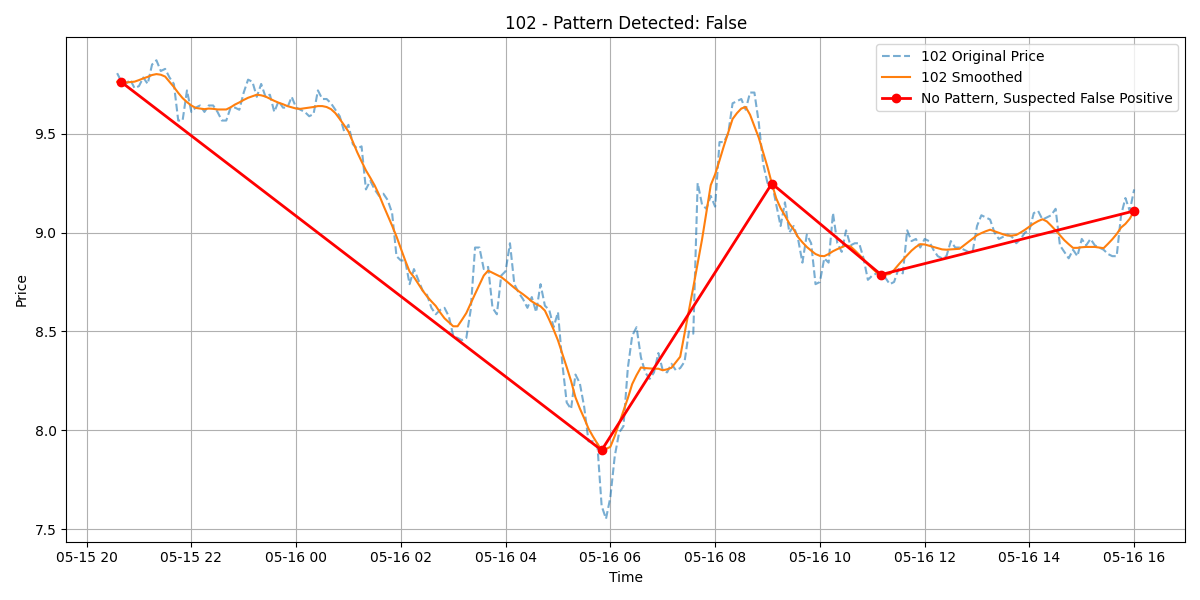 102 - Pattern Detected: False
102 Original Price
102 Smoothed
No Pattern, Suspected False Positive
Price
9.5
9.0
8.5
8.0
7.5
05-15 20 05-15 22 05-16 00 05-16 02 05-16 04 05-16 06 05-16 08 05-16 10 05-16 12 05-16 14 05-16 16
Time